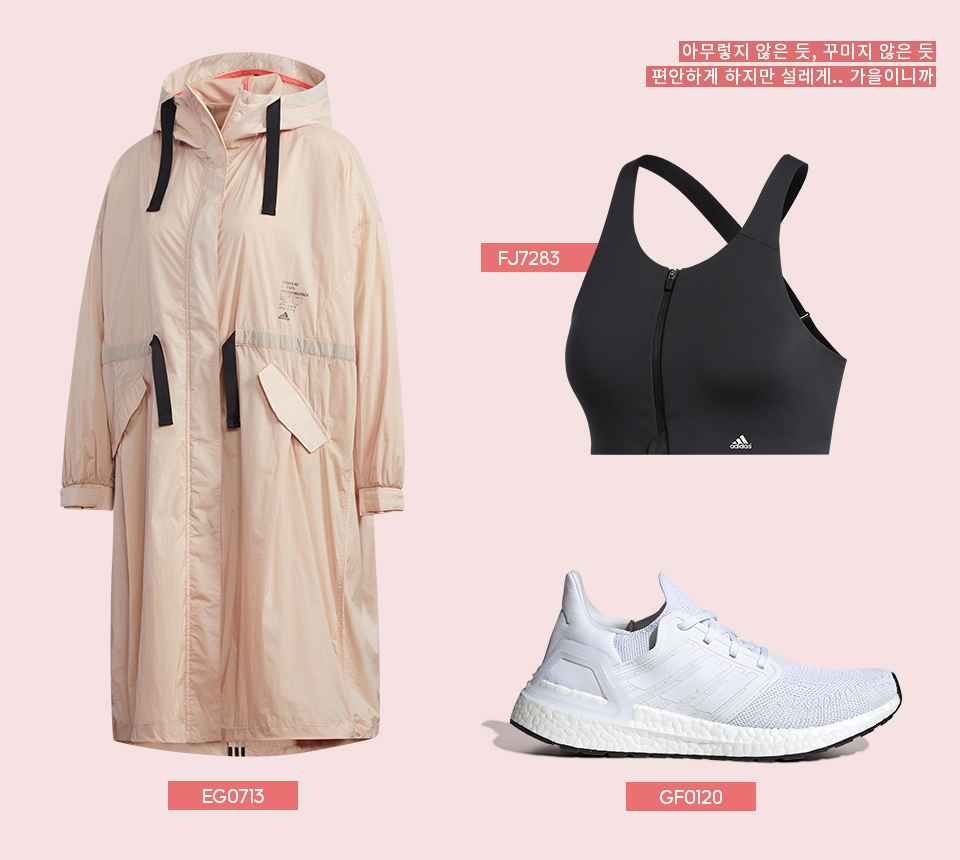 아무렇지 않은 듯, 꾸미지 않은 듯
편안하게 하지만 설레게.. 가을이니까
FJ7283
adidas
EG0713
GF0120